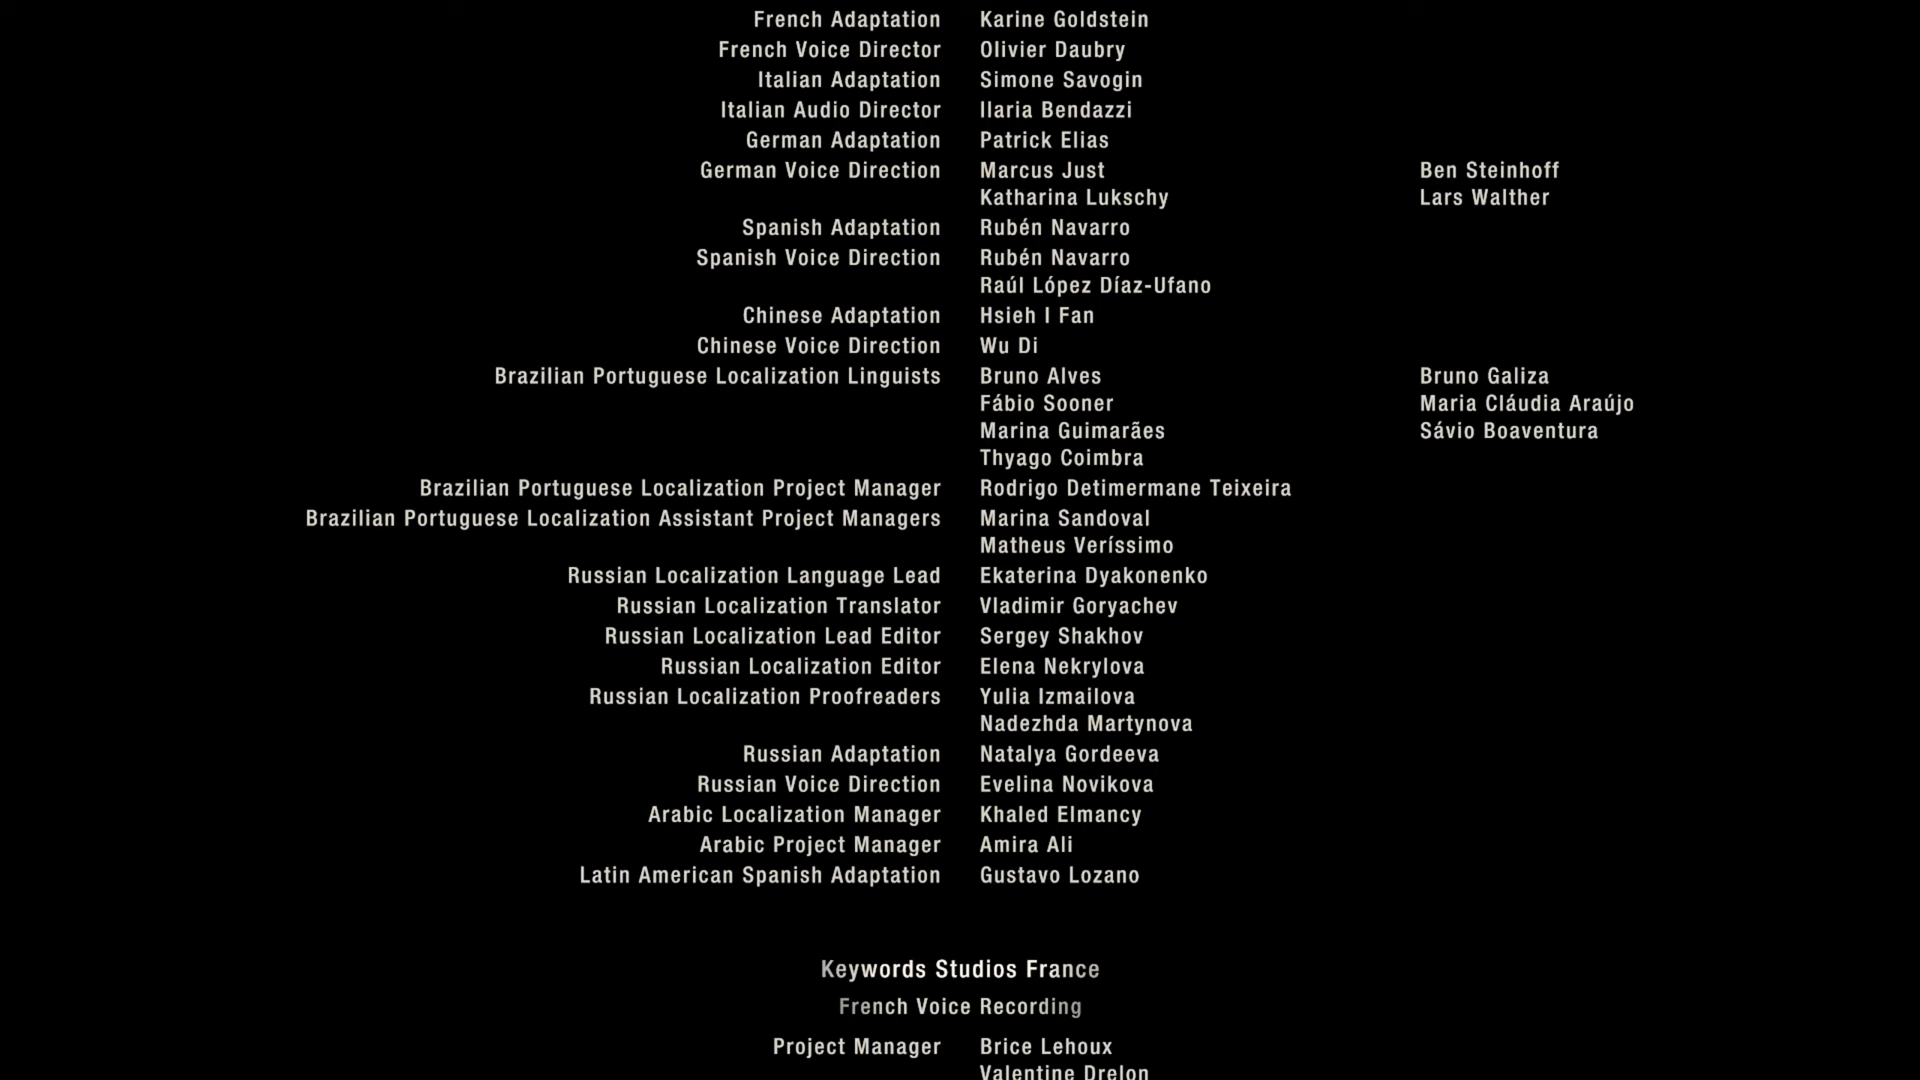 French Adaptation Karine Goldstein
French Voice Director Olivier Daubry
Italian Adaptation Simone Savogin
Italian Audio Director Ilaria Bendazzi
German Adaptation Patrick Elias
German Voice Direction Marcus Just Ben Steinhoff
Katharina Lukschy Lars Walther
Spanish Adaptation Rubén Navarro
Spanish Voice Direction Rubén Navarro
Raúl López Díaz-Ufano
Chinese Adaptation Hsieh I Fan
Chinese Voice Direction Wu Di
Brazilian Portuguese Localization Linguists Bruno Alves Bruno Galiza
Fábio Sooner Maria Cláudia Araújo
Marina Guimarães Sávio Boaventura
Thyago Coimbra
Brazilian Portuguese Localization Project Manager Rodrigo Detimermane Teixeira
Brazilian Portuguese Localization Assistant Project Managers Marina Sandoval
Matheus Veríssimo
Russian Localization Language Lead Ekaterina Dyakonenko
Russian Localization Translator Vladimir Goryachev
Russian Localization Lead Editor Sergey Shakhov
Russian Localization Editor Elena Nekrylova
Russian Localization Proofreaders Yulia Izmailova
Nadezhda Martynova
Russian Adaptation Natalya Gordeeva
Russian Voice Direction Evelina Novikova
Arabic Localization Manager Khaled Elmancy
Arabic Project Manager Amira Ali
Latin American Spanish Adaptation Gustavo Lozano
Keywords Studios France
French Voice Recording
Project Manager Brice Lehoux
Valentine Drelon